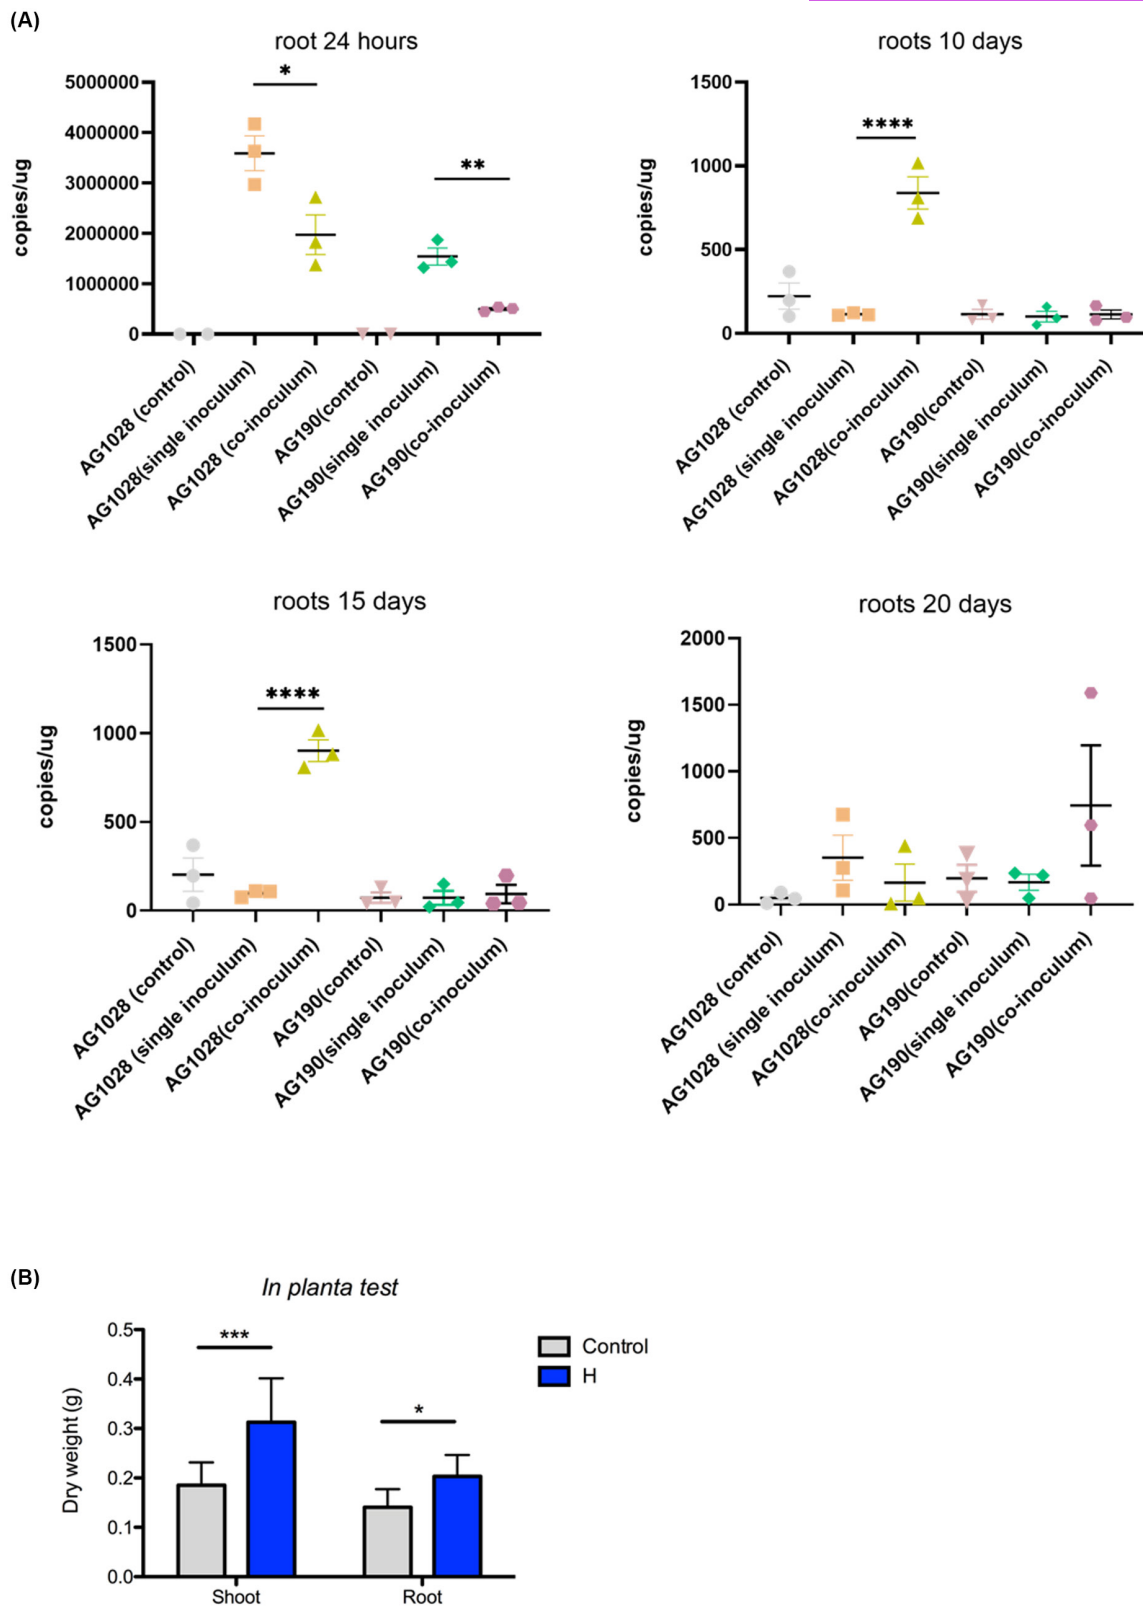 (A)
root 24 hours
*
**
5000000
4000000
3000000
2000000
1000000
0
copies/ug
AG1028 (control)
AG1028(single inoculum)
AG1028 (co-inoculum)
AG190(control)
AG190(single inoculum)
AG190(co-inoculum)
roots 10 days
****
1500
1000
500
0
copies/ug
AG1028 (control)
AG1028 (single inoculum)
AG1028(co-inoculum)
AG190(control)
AG190(single inoculum)
AG190(co-inoculum)
roots 15 days
****
1500
1000
500
0
copies/ug
AG1028 (control)
AG1028 (single inoculum)
AG1028(co-inoculum)
AG190(control)
AG190(single inoculum)
AG190(co-inoculum)
roots 20 days
2000
1500
1000
500
0
copies/ug
AG1028 (control)
AG1028 (single inoculum)
AG1028(co-inoculum)
AG190(control)
AG190(single inoculum)
AG190(co-inoculum)
(B)
In planta test
***
*
0.5
0.4
0.3
0.2
0.1
0.0
Dry weight (g)
Shoot
Root
Control
H